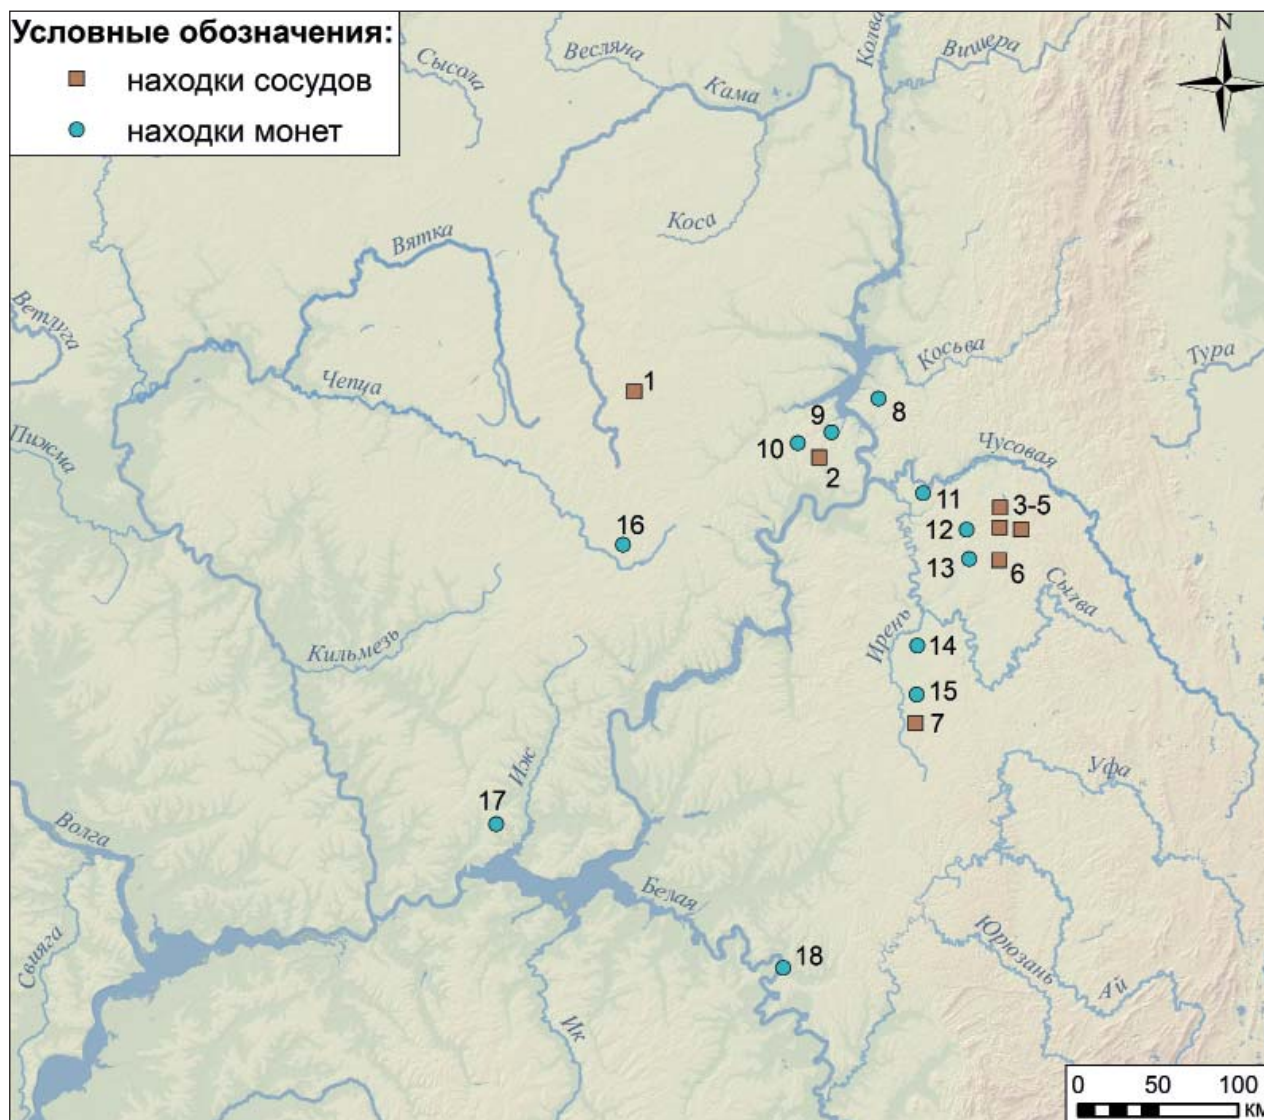 Условные обозначения:
находки сосудов
находки монет
N
Сысола
Весляна
Кама
Колва
Вишера
Коса
Вятка
Ветлуга
Чепца
Косьва
Тура
1
8
9
10
2
Пижма
Чусовая
11
3-5
12
13
6
16
Сылва
Кильмезь
Ирень
14
15
7
Иж
Уфа
17
Волга
Белая
Свияга
Юрюзань
Ай
18
Ик
0 50 100
км